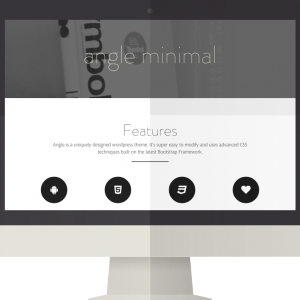 mbol
angle minimal
Features
Angle is a uniquely designed wordpress theme. It's super easy to modify and uses advanced CSS
techniques built on the latest Bootstrap Framework.